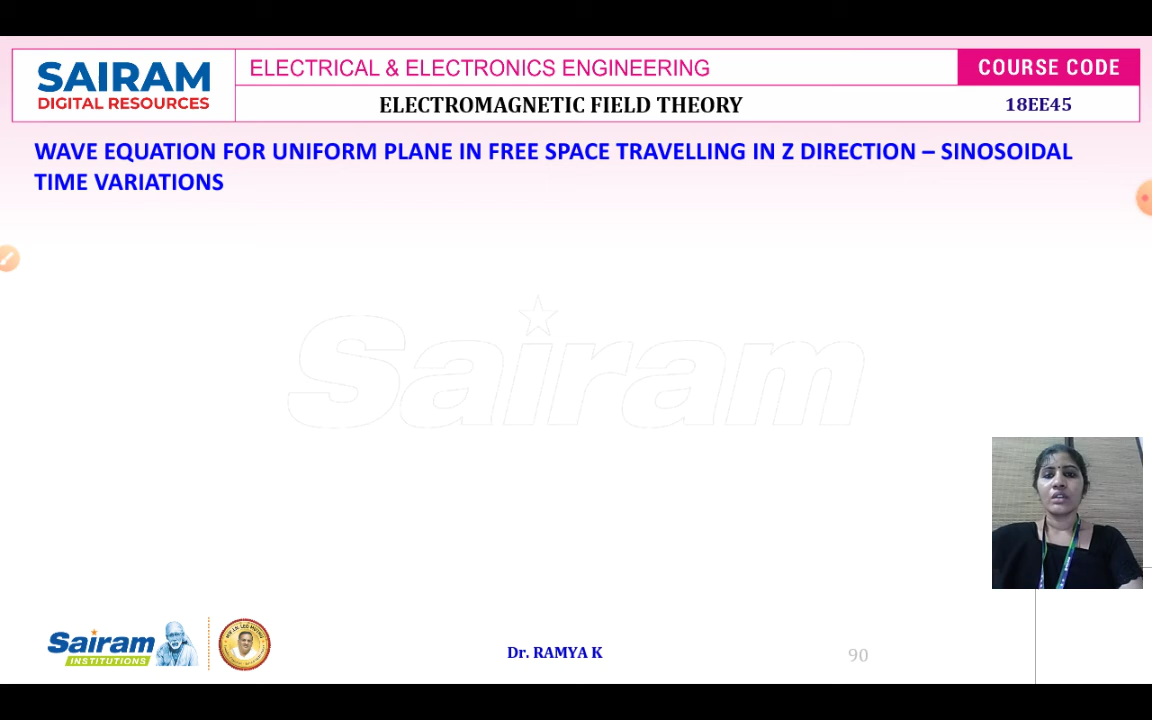 SAIRAM
DIGITAL RESOURCES
ELECTRICAL & ELECTRONICS ENGINEERING
COURSE CODE
ELECTROMAGNETIC FIELD THEORY
18EE45
WAVE EQUATION FOR UNIFORM PLANE IN FREE SPACE TRAVELLING IN Z DIRECTION – SINOSOIDAL
TIME VARIATIONS
Sairam
Sairam
INSTITUTIONS
Dr. RAMYA K
90